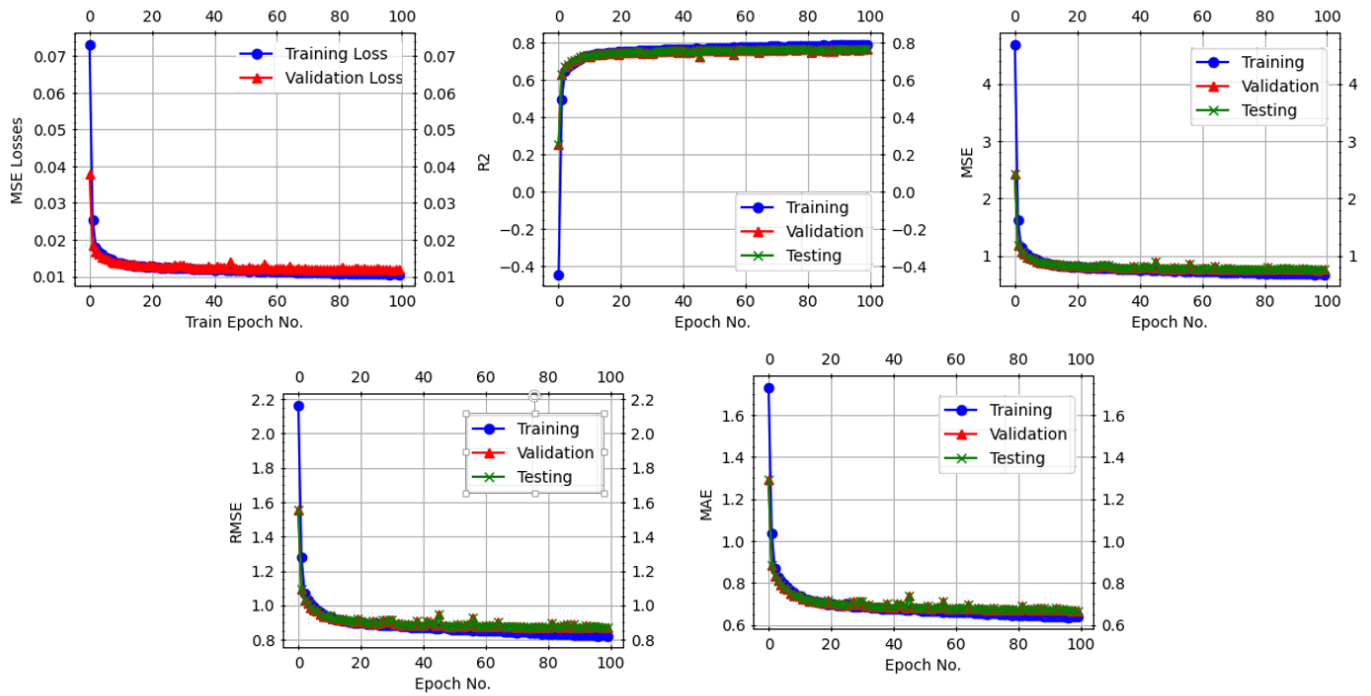 0 20 40 60 80 100
0.07 0.07
0.06 0.06
0.05 0.05
0.04 0.04
0.03 0.03
0.02 0.02
0.01 0.01
MSE Losses
Training Loss
Validation Loss
0 20 40 60 80 100
Train Epoch No.
0 20 40 60 80 100
0.8 0.8
0.6 0.6
0.4 0.4
0.2 0.2
0.0 0.0
−0.2 −0.2
−0.4 −0.4
R2
Training
Validation
Testing
0 20 40 60 80 100
Epoch No.
0 20 40 60 80 100
4 4
3 3
2 2
1 1
MSE
Training
Validation
Testing
0 20 40 60 80 100
Epoch No.
0 20 40 60 80 100
2.2 2.2
2.0 2.0
1.8 1.8
1.6 1.6
1.4 1.4
1.2 1.2
1.0 1.0
0.8 0.8
RMSE
Training
Validation
Testing
0 20 40 60 80 100
Epoch No.
0 20 40 60 80 100
1.6 1.6
1.4 1.4
1.2 1.2
1.0 1.0
0.8 0.8
0.6 0.6
MAE
Training
Validation
Testing
0 20 40 60 80 100
Epoch No.